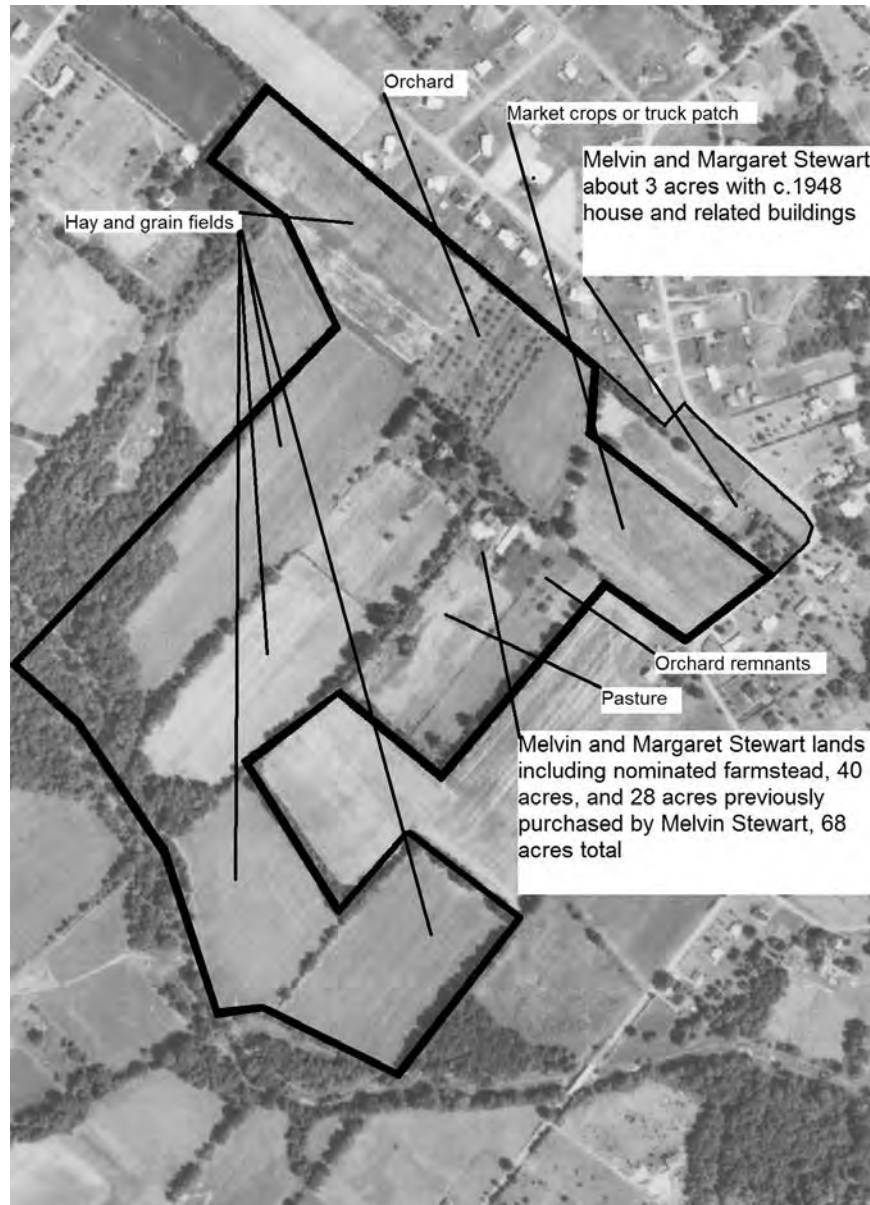 Orchard
Market crops or truck patch
Melvin and Margaret Stewart
about 3 acres with c.1948
house and related buildings
Hay and grain fields
Orchard remnants
Pasture
Melvin and Margaret Stewart lands
including nominated farmstead, 40
acres, and 28 acres previously
purchased by Melvin Stewart, 68
acres total